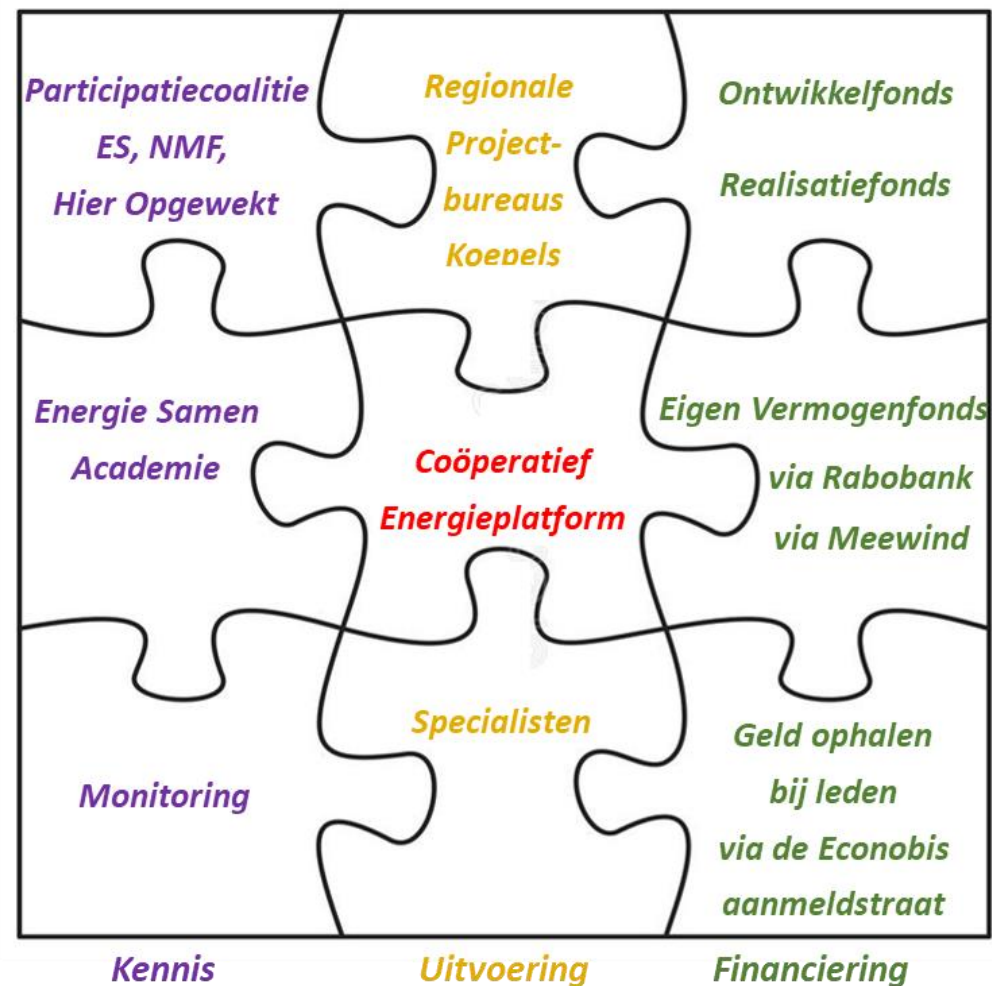 Participatiecoalitie
ES, NMF,
Hier Opgewekt
Regionale
Project-
bureaus
Koepels
Ontwikkelfonds
Realisatiefonds
Energie Samen
Academie
Coöperatief
Energieplatform
Eigen Vermogenfonds
via Rabobank
via Meewind
Monitoring
Specialisten
Geld ophalen
bij leden
via de Econobis
aanmeldstraat
Kennis
Uitvoering
Financiering